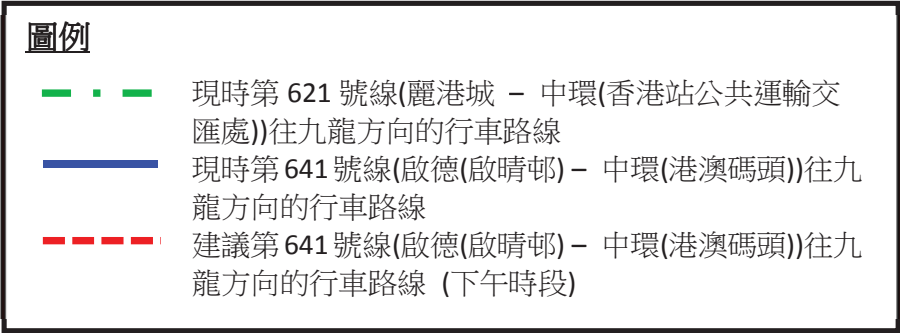 圖例
現時第 621 號線(麗港城 – 中環(香港站公共運輸交
匯處))往九龍方向的行車路線
現時第 641 號線(啟德(啟晴邨) – 中環(港澳碼頭))往九
龍方向的行車路線
建議第 641 號線(啟德(啟晴邨) – 中環(港澳碼頭))往九
龍方向的行車路線 (下午時段)